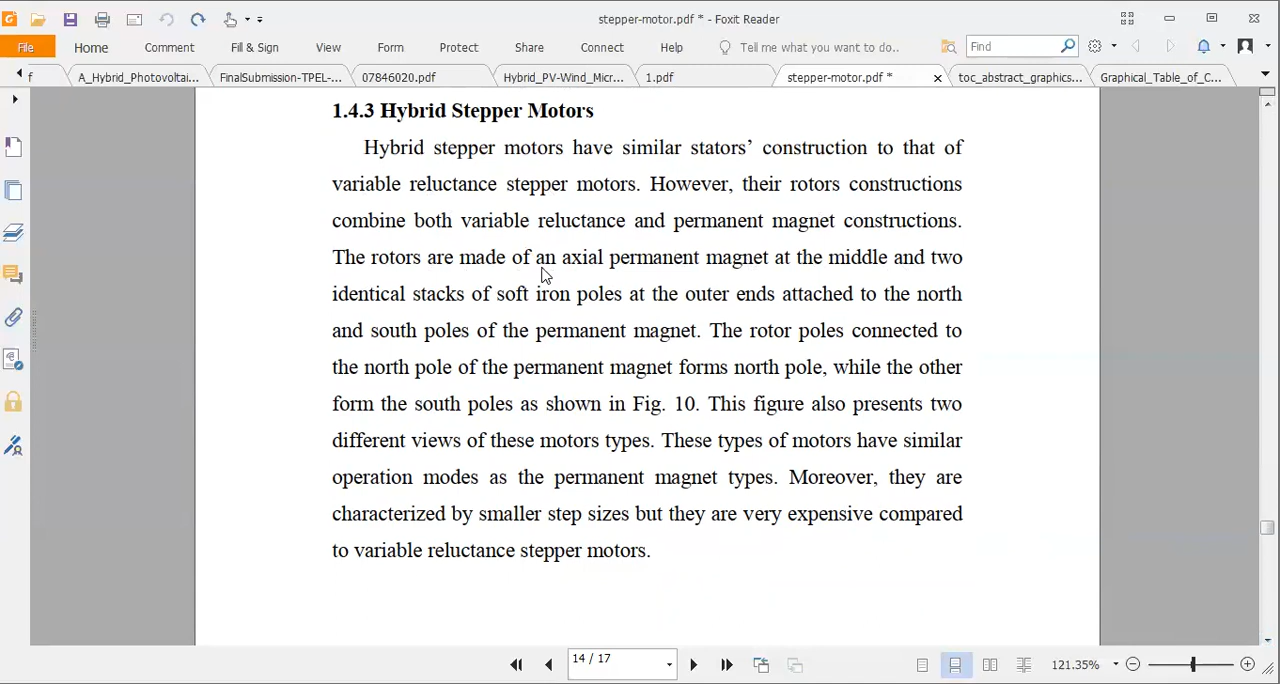 stepper-motor.pdf * - Foxit Reader
File Home Comment Fill & Sign View Form Protect Share Connect Help Tell me what you want to do.. Find
f A_Hybrid_Photovoltai... FinalSubmission-TPEL-... 07846020.pdf Hybrid_PV-Wind_Micr... 1.pdf stepper-motor.pdf * toc_abstract_graphics... Graphical_Table_of_C...
1.4.3 Hybrid Stepper Motors
Hybrid stepper motors have similar stators’ construction to that of
variable reluctance stepper motors. However, their rotors constructions
combine both variable reluctance and permanent magnet constructions.
The rotors are made of an axial permanent magnet at the middle and two
identical stacks of soft iron poles at the outer ends attached to the north
and south poles of the permanent magnet. The rotor poles connected to
the north pole of the permanent magnet forms north pole, while the other
form the south poles as shown in Fig. 10. This figure also presents two
different views of these motors types. These types of motors have similar
operation modes as the permanent magnet types. Moreover, they are
characterized by smaller step sizes but they are very expensive compared
to variable reluctance stepper motors.
14 / 17 121.35%